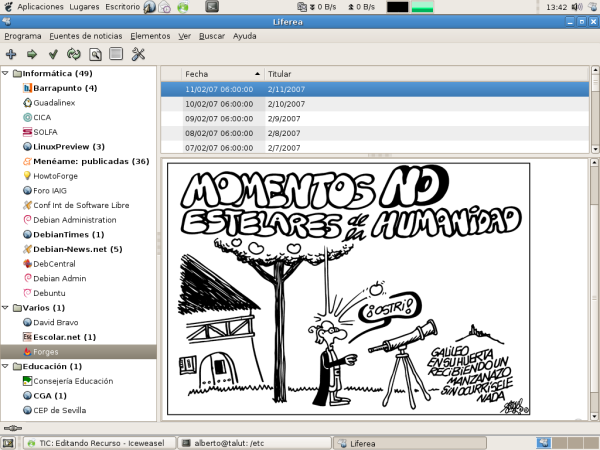 Aplicaciones Lugares Escritorio 0 B/s 0 B/s 13:42
Liferea
Programa Fuentes de noticias Elementos Ver Buscar Ayuda
Informática (49)
Barrapunto (4)
Guadalinex
CICA
SOLFA
LinuxPreview (3)
Menéame: publicadas (36)
HowtoForge
Foro IAIG
Conf Int de Software Libre
Debian Administration
DebianTimes (1)
Debian-News.net (5)
DebCentral
Debian Admin
Debuntu
Varios (1)
David Bravo
Escolar.net (1)
Forges
Educación (1)
Consejería Educación
CGA (1)
CEP de Sevilla
Fecha Titular
11/02/07 06:00:00 2/11/2007
10/02/07 06:00:00 2/10/2007
09/02/07 06:00:00 2/9/2007
08/02/07 06:00:00 2/8/2007
07/02/07 06:00:00 2/7/2007
MOMENTOS NO
ESTELARES de la HUMANIDAD
¡OSTRI!
GALILEO
EN SU HUERTA
RECIBIENDO UN
MANZANAZO
SIN OCURRÍRSELE
NADA
TIC: Editando Recurso - Iceweasel alberto@talut: /etc Liferea